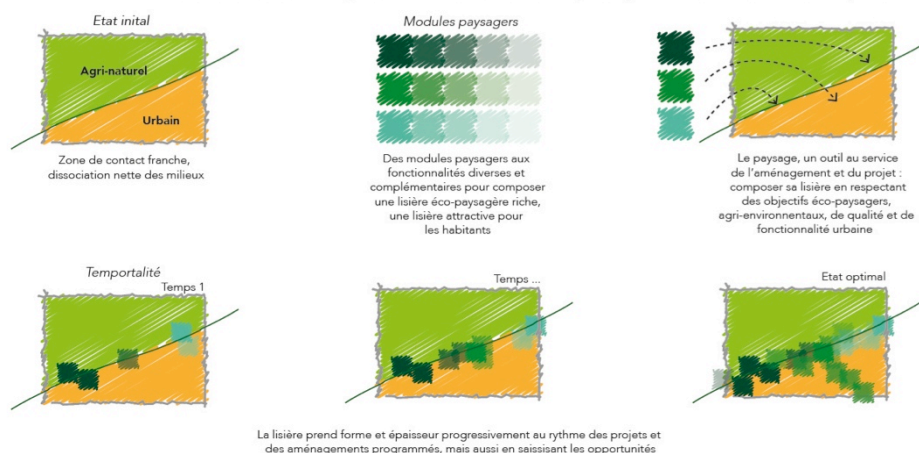 Etat inital
Agri-naturel
Urbain
Zone de contact franche,
dissociation nette des milieux
Modules paysagers
Des modules paysagers aux
fonctionnalités diverses et
complémentaires pour composer
une lisière éco-paysagère riche,
une lisière attractive pour
les habitants
Le paysage, un outil au service
de l'aménagement et du projet :
composer sa lisière en respectant
des objectifs éco-paysagers,
agri-environnentaux, de qualité et de
fonctionnalité urbaine
Temportalité
Temps 1
Temps ...
Etat optimal
La lisière prend forme et épaisseur progressivement au rythme des projets et
des aménagements programmés, mais aussi en saisissant les opportunités